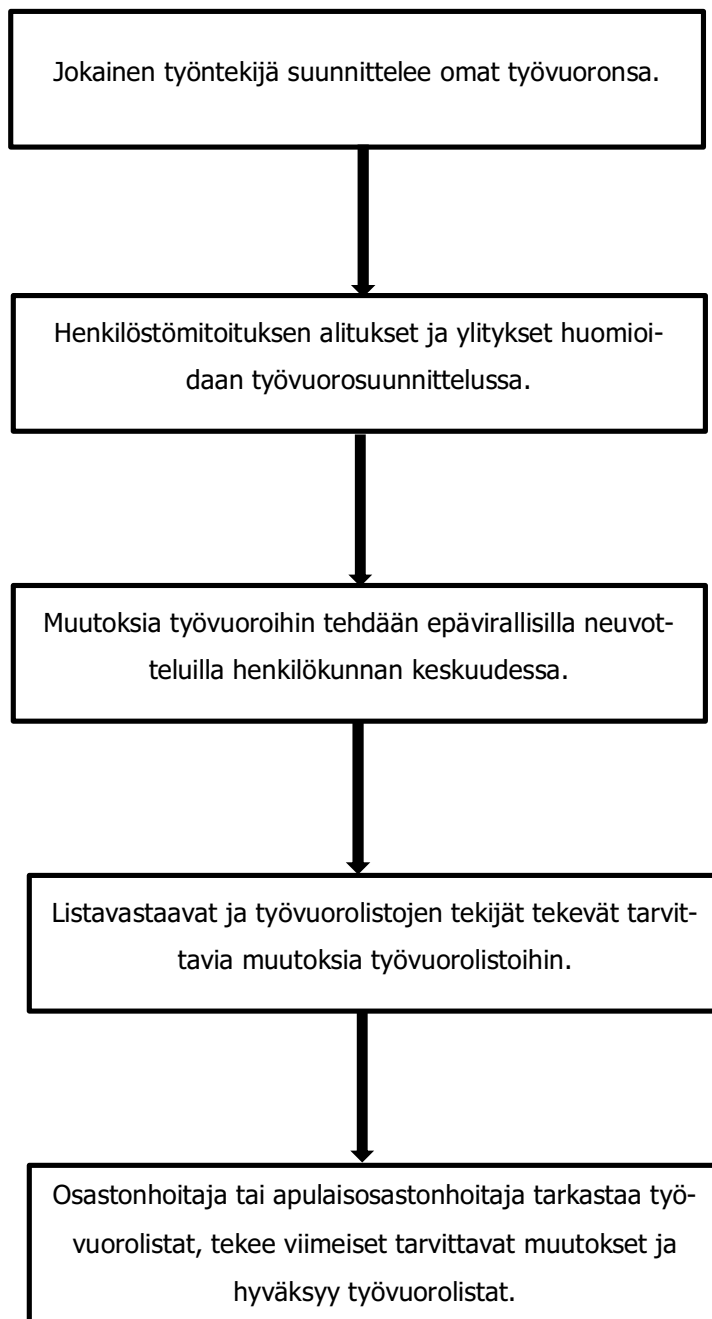 Jokainen työntekijä suunnittelee omat työvuoronsa.
Henkilöstömitoituksen alitukset ja ylitykset huomioi-
daan työvuorosuunnittelussa.
Muutoksia työvuoroihin tehdään epävirallisilla neuvot-
teluilla henkilökunnan keskuudessa.
Listavastaavat ja työvuorolistojen tekijät tekevät tarvit-
tavia muutoksia työvuorolistoihin.
Osastonhoitaja tai apulaisosastonhoitaja tarkastaa työ-
vuorolistat, tekee viimeiset tarvittavat muutokset ja
hyväksyy työvuorolistat.